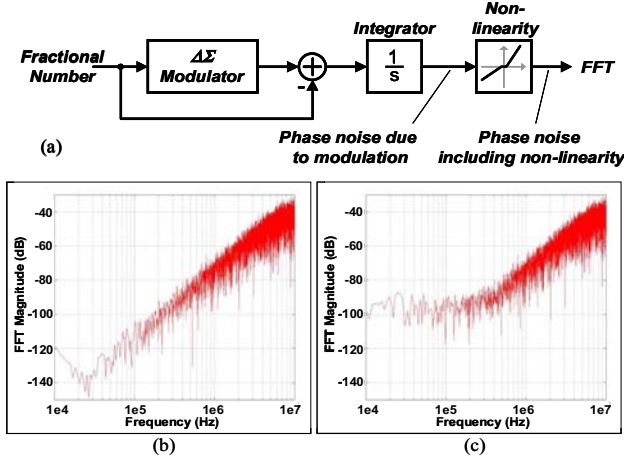 Fractional
Number
ΔΣ
Modulator
-
+
Integrator
1
s
Non-
linearity
FFT
Phase noise due
to modulation
Phase noise
including non-linearity
(a)
FFT Magnitude (dB)
-40
-60
-80
-100
-120
-140
1e4 1e5 1e6 1e7
Frequency (Hz)
(b)
FFT Magnitude (dB)
-40
-60
-80
-100
-120
-140
1e4 1e5 1e6 1e7
Frequency (Hz)
(c)